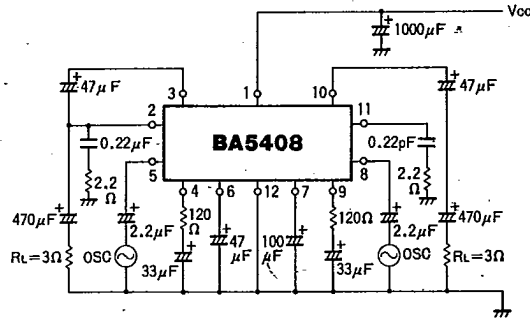 Vcc
1000μF
47μF
3
1
10
47μF
2
11
0.22μF
BA5408
0.22pF
5
8
2.2
Ω
4
6
12
7
9
2.2
Ω
470μF
2.2μF
120
Ω
47
μF
100
μF
120Ω
2.2μF
470μF
RL=3Ω
OSC
33μF
33μF
OSC
RL=3Ω